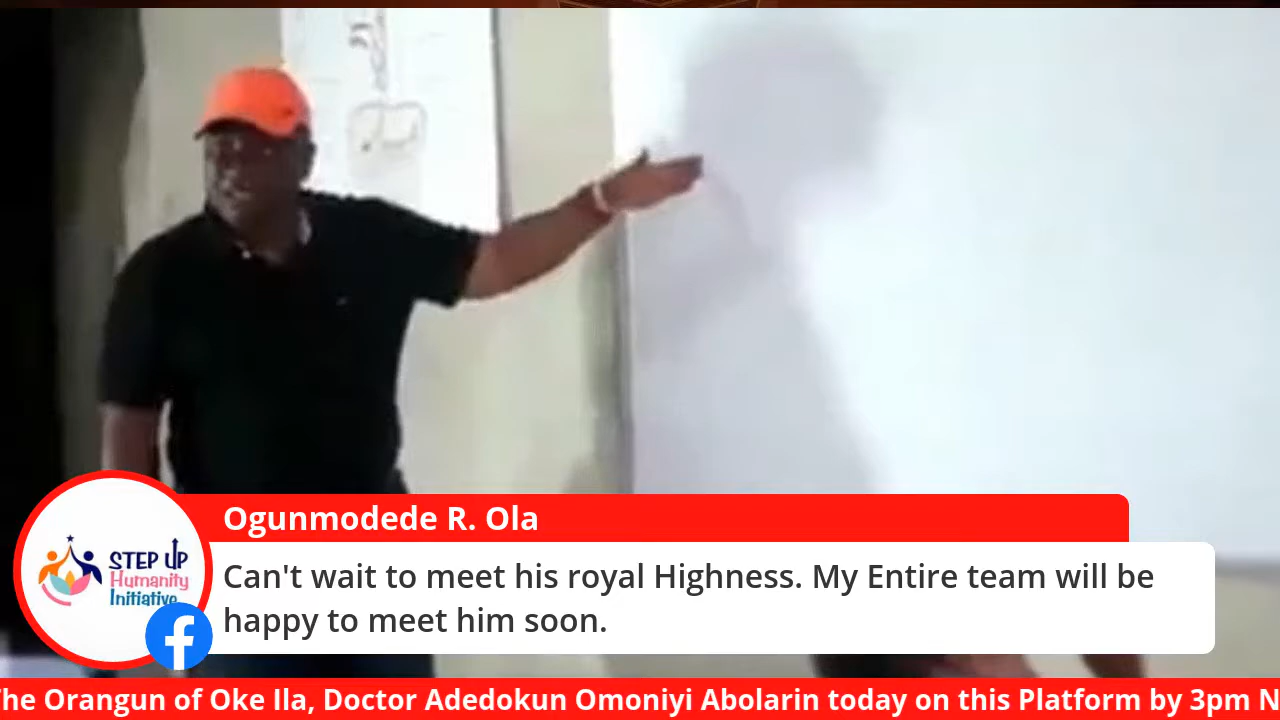 STEP UP
Humanity
Initiative
Ogunmodede R. Ola
Can't wait to meet his royal Highness. My Entire team will be
happy to meet him soon.
The Orangun of Oke Ila, Doctor Adedokun Omoniyi Abolarin today on this Platform by 3pm N